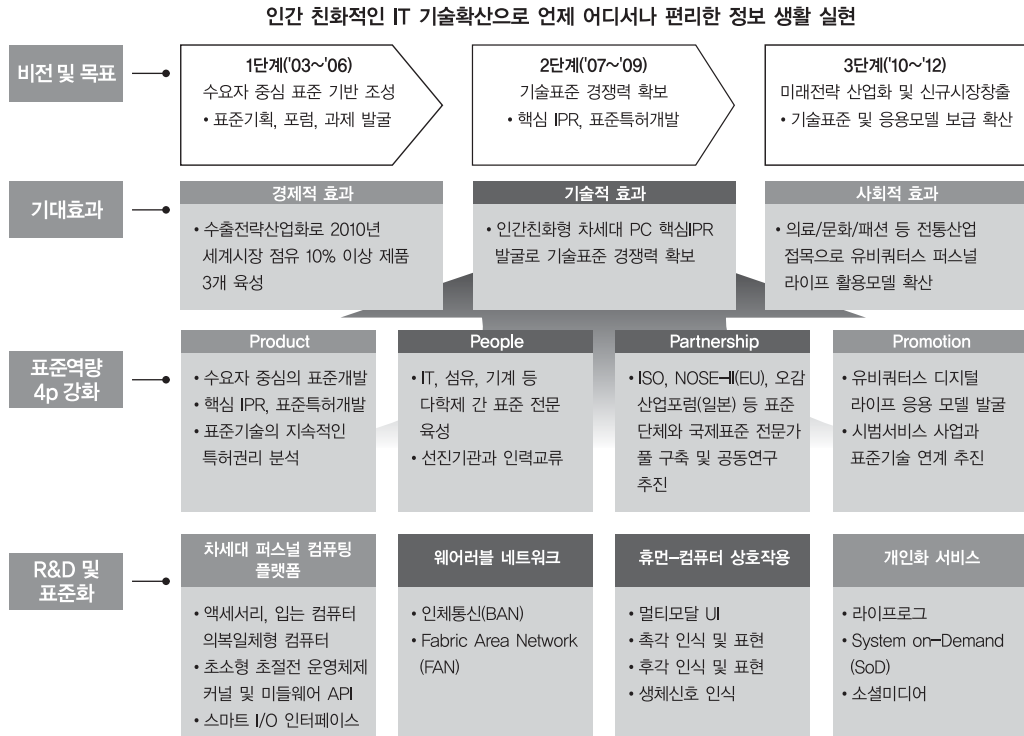 인간 친화적인 IT 기술확산으로 언제 어디서나 편리한 정보 생활 실현
비전 및 목표
1단계('03~'06)
수요자 중심 표준 기반 조성
• 표준기획, 포럼, 과제 발굴
2단계('07~'09)
기술표준 경쟁력 확보
• 핵심 IPR, 표준특허개발
3단계('10~'12)
미래전략 산업화 및 신규시장창출
• 기술표준 및 응용모델 보급 확산
기대효과
경제적 효과
• 수출전략산업화로 2010년
세계시장 점유 10% 이상 제품
3개 육성
기술적 효과
• 인간친화형 차세대 PC 핵심IPR
발굴로 기술표준 경쟁력 확보
사회적 효과
• 의료/문화/패션 등 전통산업
접목으로 유비쿼터스 퍼스널
라이프 활용모델 확산
표준역량
4p 강화
Product
• 수요자 중심의 표준개발
• 핵심 IPR, 표준특허개발
• 표준기술의 지속적인
특허권리 분석
People
• IT, 섬유, 기계 등
다학제 간 표준 전문
육성
• 선진기관과 인력교류
Partnership
• ISO, NOSE-II(EU), 오감
산업포럼(일본) 등 표준
단체와 국제표준 전문가
풀 구축 및 공동연구
추진
Promotion
• 유비쿼터스 디지털
라이프 응용 모델 발굴
• 시범서비스 사업과
표준기술 연계 추진
R&D 및
표준화
차세대 퍼스널 컴퓨팅
플랫폼
• 액세서리, 입는 컴퓨터
의복일체형 컴퓨터
• 초소형 초절전 운영체제
커널 및 미들웨어 API
• 스마트 I/O 인터페이스
웨어러블 네트워크
• 인체통신(BAN)
• Fabric Area Network
(FAN)
휴먼-컴퓨터 상호작용
• 멀티모달 UI
• 촉각 인식 및 표현
• 후각 인식 및 표현
• 생체신호 인식
개인화 서비스
• 라이프로그
• System on-Demand
(SoD)
• 소셜미디어